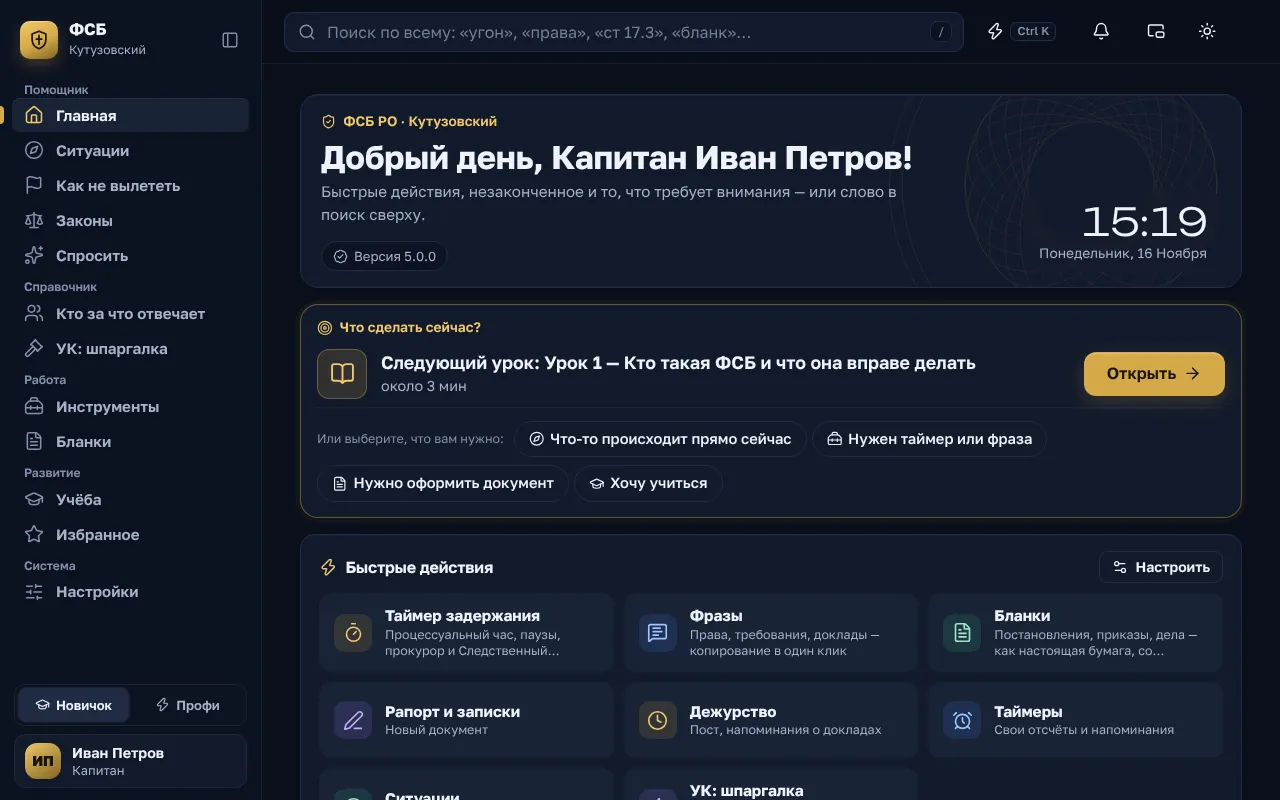 ФСБ
Кутузовский
Помощник
Главная
Ситуации
Как не вылететь
Законы
Спросить
Справочник
Кто за что отвечает
УК: шпаргалка
Работа
Инструменты
Бланки
Развитие
Учёба
Избранное
Система
Настройки
Новичок
Профи
ИП
Иван Петров
Капитан
Поиск по всему: «угон», «права», «ст 17.3», «бланк»...
/
Ctrl K
ФСБ РО · Кутузовский
Добрый день, Капитан Иван Петров!
Быстрые действия, незаконченное и то, что требует внимания — или слово в
поиск сверху.
Версия 5.0.0
15:19
Понедельник, 16 Ноября
Что сделать сейчас?
Следующий урок: Урок 1 — Кто такая ФСБ и что она вправе делать
около 3 мин
Открыть
Или выберите, что вам нужно:
Что-то происходит прямо сейчас
Нужен таймер или фраза
Нужно оформить документ
Хочу учиться
Быстрые действия
Настроить
Таймер задержания
Процессуальный час, паузы,
прокурор и Следственный...
Фразы
Права, требования, доклады —
копирование в один клик
Бланки
Постановления, приказы, дела —
как настоящая бумага, со...
Рапорт и записки
Новый документ
Дежурство
Пост, напоминания о докладах
Таймеры
Свои отсчёты и напоминания
Ситуации
УК: шпаргалка